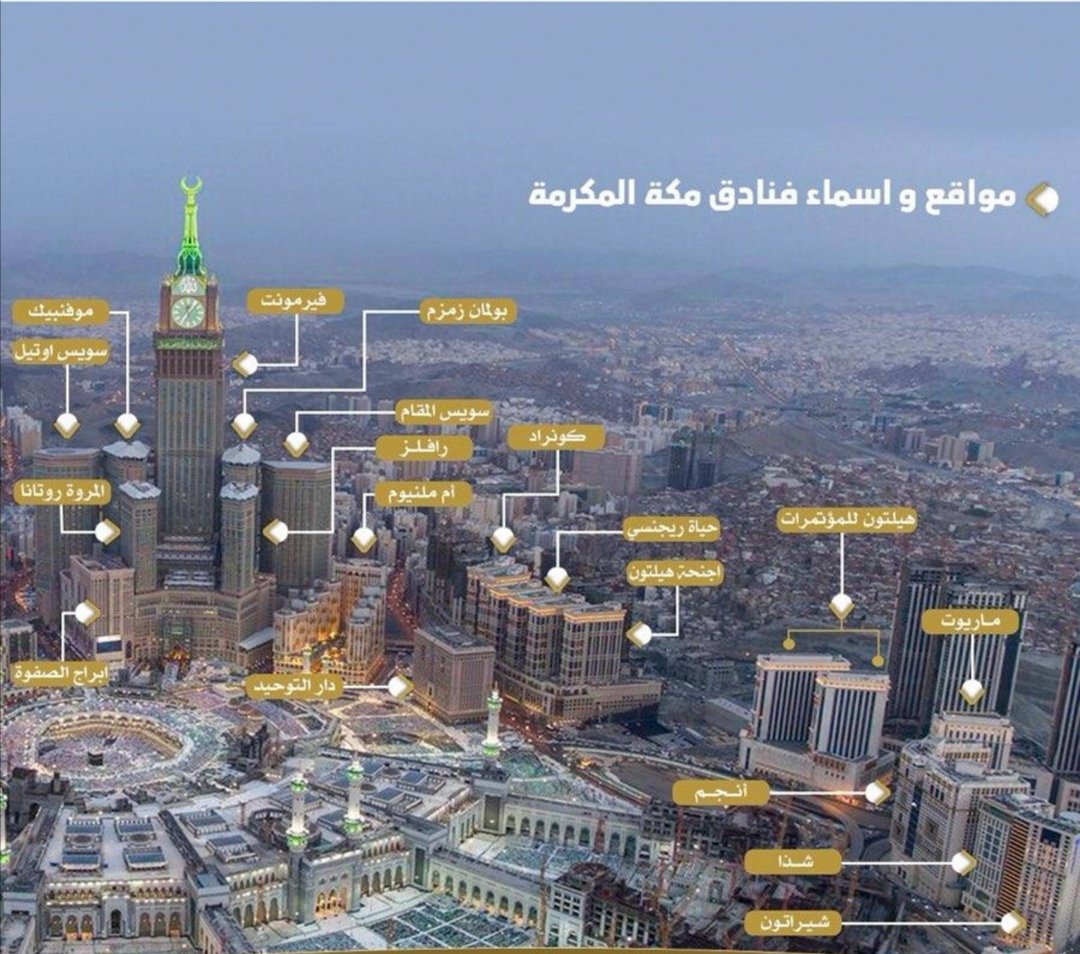 مواقع و اسماء فنادق مكة المكرمة
فيرمونت
موفنبيك
بولمان زمزم
سويس اوتيل
سويس المقام
كونراد
رافلز
المروة روتانا
أم ملنيوم
هيلتون للمؤتمرات
حياة ريجنسي
اجنحة هيلتون
ماريوت
ابراج الصفوة
دار التوحيد
أنجم
شذا
شيراتون